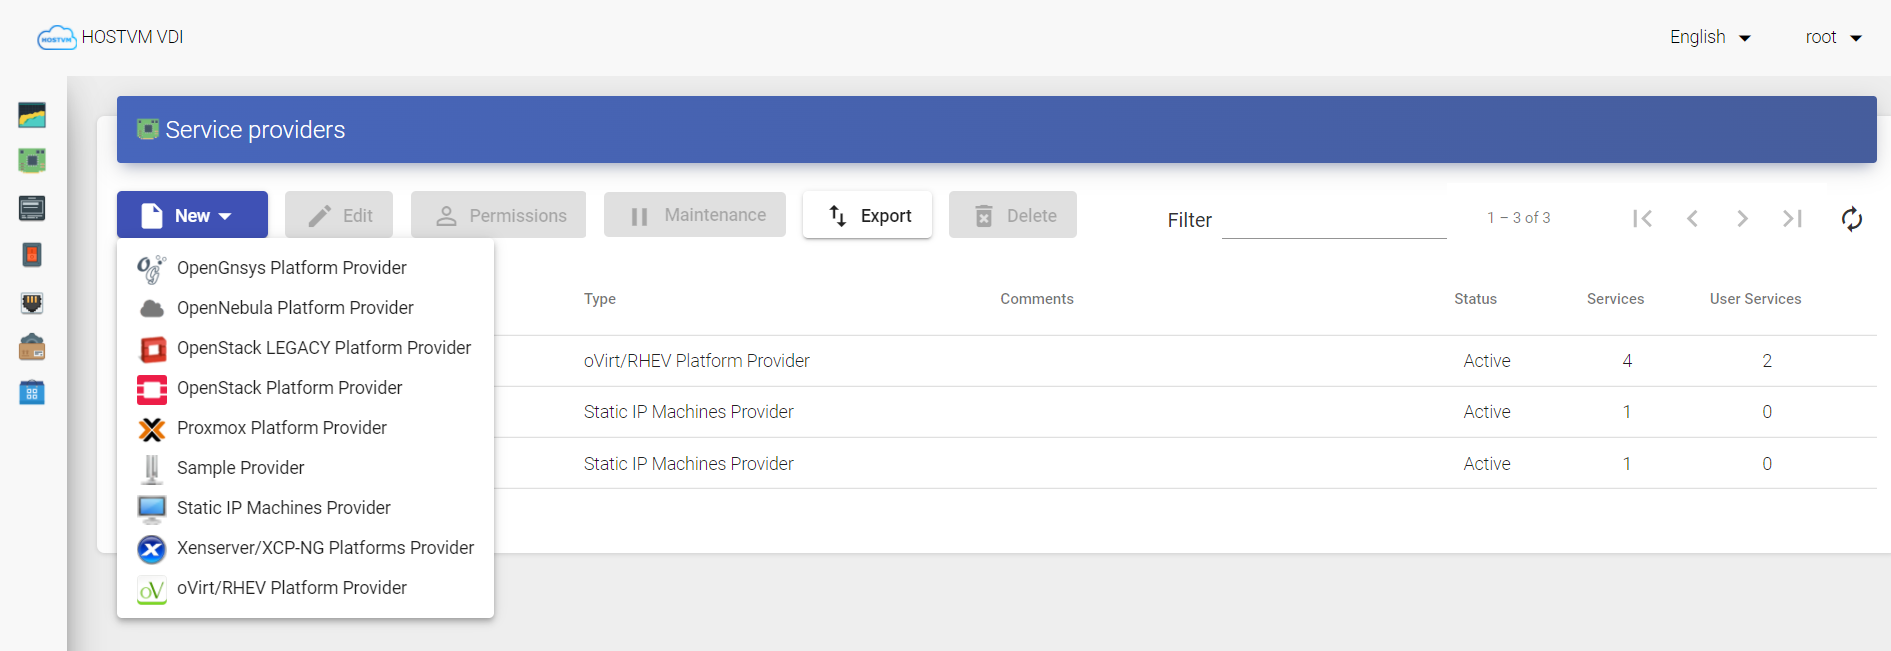 HOSTVM HOSTVM VDI
English
root
Service providers
New
Edit
Permissions
Maintenance
Export
Delete
Filter
1 – 3 of 3
OpenGnsys Platform Provider
OpenNebula Platform Provider
OpenStack LEGACY Platform Provider
OpenStack Platform Provider
Proxmox Platform Provider
Sample Provider
Static IP Machines Provider
Xenserver/XCP-NG Platforms Provider
oV oVirt/RHEV Platform Provider
Type Comments Status Services User Services
oVirt/RHEV Platform Provider Active 4 2
Static IP Machines Provider Active 1 0
Static IP Machines Provider Active 1 0